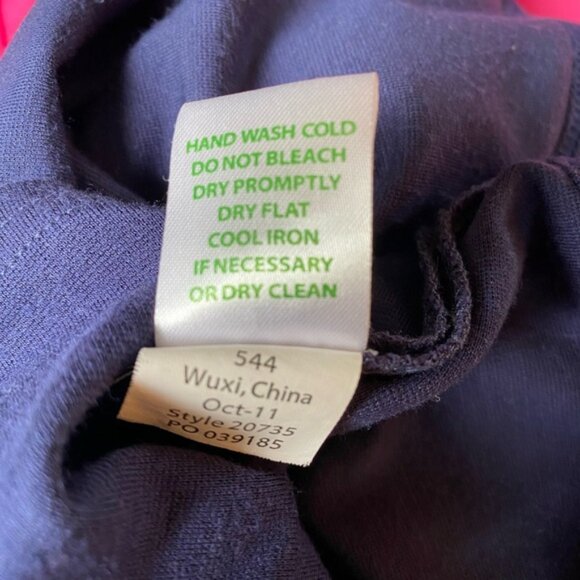 HAND WASH COLD
DO NOT BLEACH
DRY PROMPTLY
DRY FLAT
COOL IRON
IF NECESSARY
OR DRY CLEAN
544
Wuxi, China
Oct-11
Style 20735
PO 039185